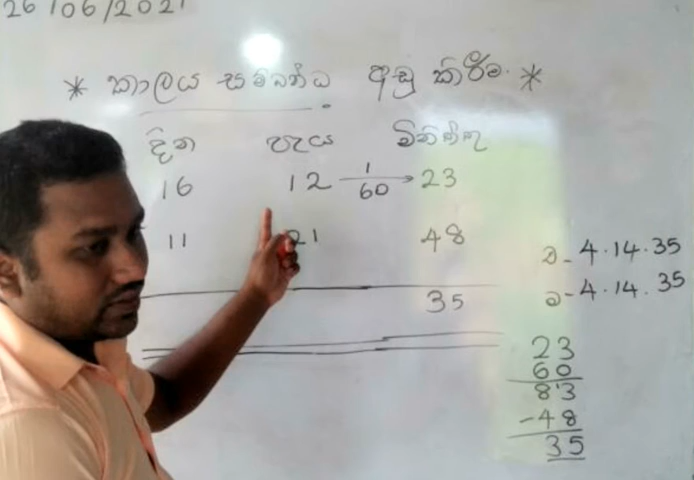 26/06/2021
* කාලය සම්බන්ධ අඩු කිරීම. *
දින පැය මිනිත්තු
16 12 1/60 → 23
11 21 48
35
ව - 4.14.35
ම - 4.14.35
23
60
83
-48
35